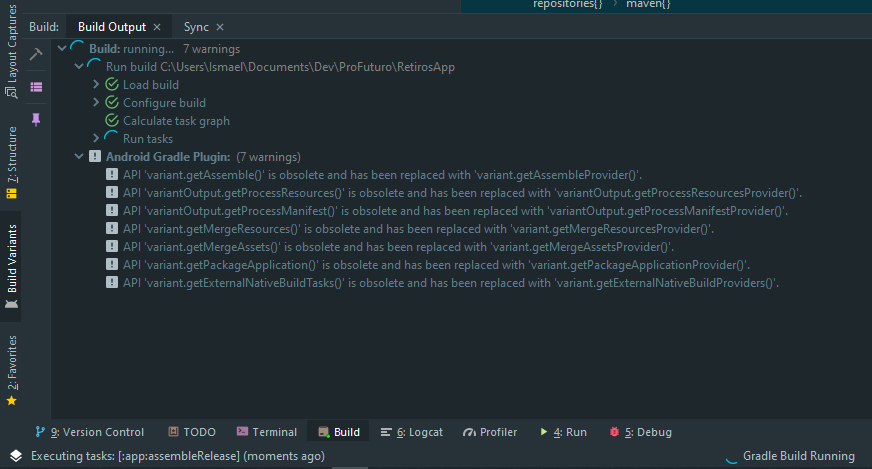 repositories{} › maven{}
Build: Build Output × Sync ×
Layout Captures
Build: running... 7 warnings
Run build C:\Users\Ismael\Documents\Dev\ProFuturo\RetirosApp
Load build
Configure build
Calculate task graph
Run tasks
7: Structure
Android Gradle Plugin: (7 warnings)
API 'variant.getAssemble()' is obsolete and has been replaced with 'variant.getAssembleProvider()'.
API 'variantOutput.getProcessResources()' is obsolete and has been replaced with 'variantOutput.getProcessResourcesProvider()'.
API 'variantOutput.getProcessManifest()' is obsolete and has been replaced with 'variantOutput.getProcessManifestProvider()'.
API 'variant.getMergeResources()' is obsolete and has been replaced with 'variant.getMergeResourcesProvider()'.
API 'variant.getMergeAssets()' is obsolete and has been replaced with 'variant.getMergeAssetsProvider()'.
API 'variant.getPackageApplication()' is obsolete and has been replaced with 'variant.getPackageApplicationProvider()'.
API 'variant.getExternalNativeBuildTasks()' is obsolete and has been replaced with 'variant.getExternalNativeBuildProviders()'.
Build Variants
2: Favorites
9: Version Control TODO Terminal Build 6: Logcat Profiler 4: Run 5: Debug
Executing tasks: [:app:assembleRelease] (moments ago) Gradle Build Running